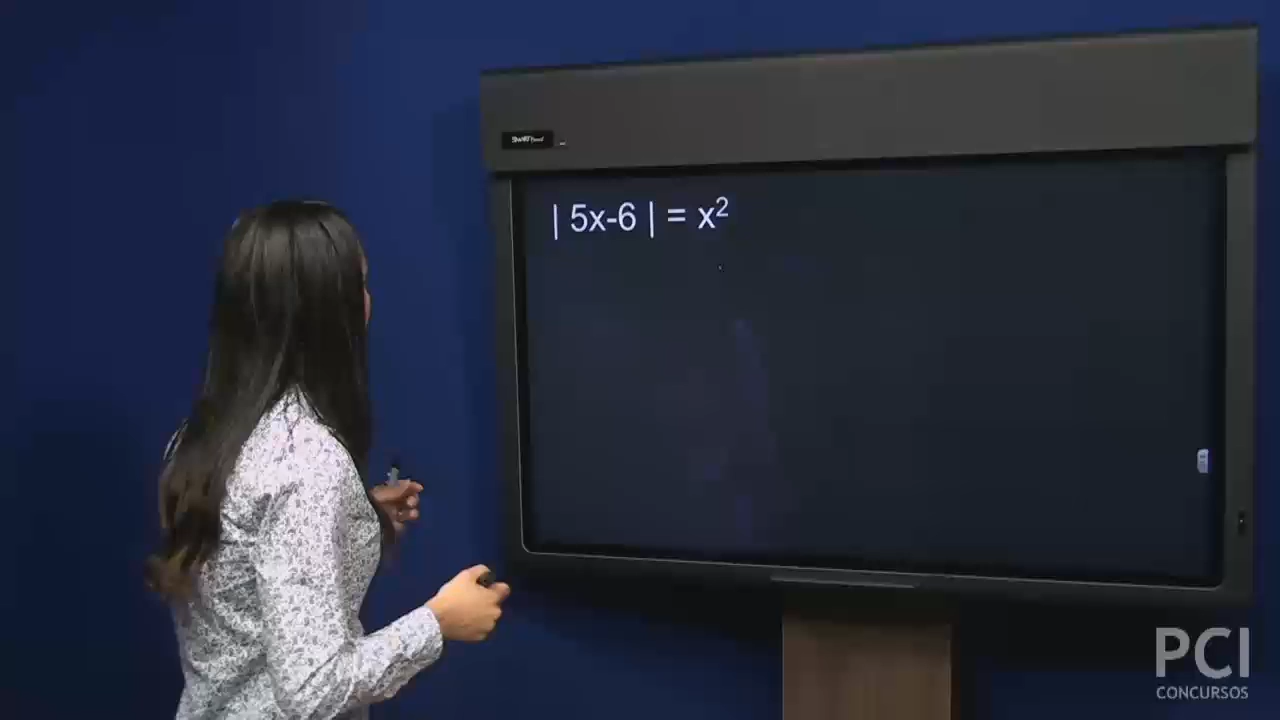 | 5x-6 | = x²
PCI
CONCURSOS